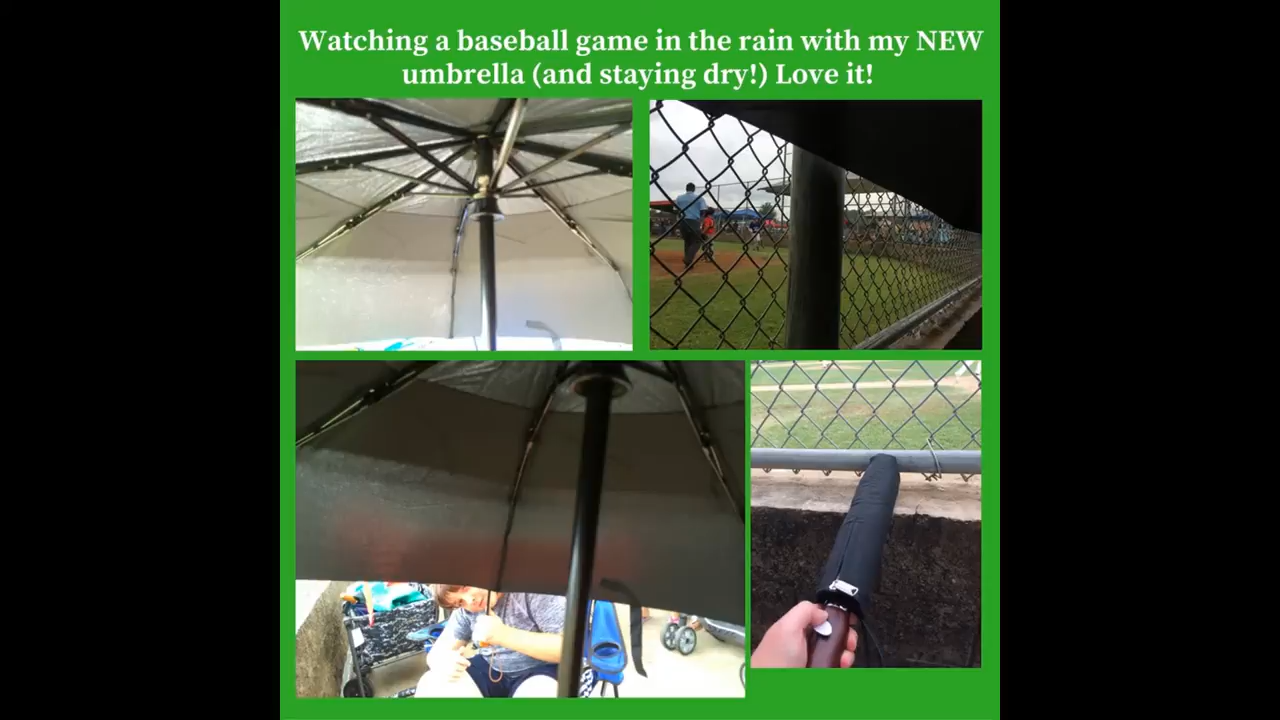 Watching a baseball game in the rain with my NEW
umbrella (and staying dry!) Love it!